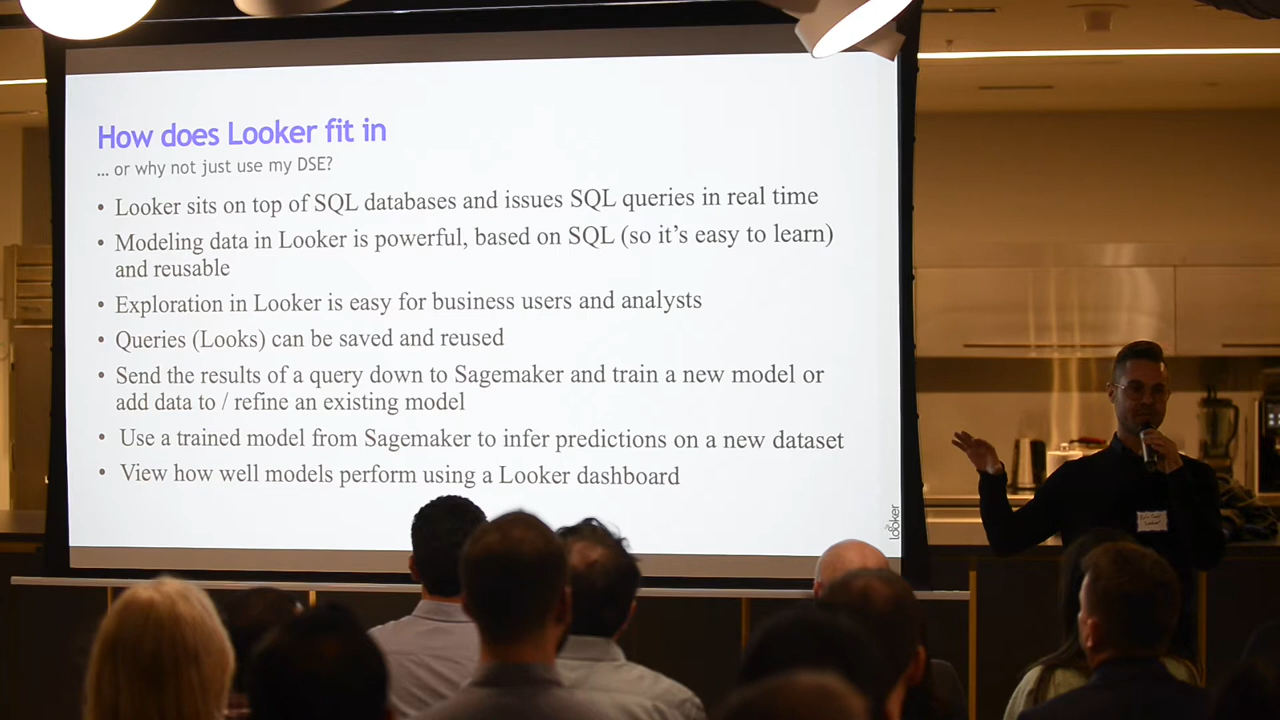 How does Looker fit in
... or why not just use my DSE?
• Looker sits on top of SQL databases and issues SQL queries in real time
• Modeling data in Looker is powerful, based on SQL (so it's easy to learn)
and reusable
• Exploration in Looker is easy for business users and analysts
• Queries (Looks) can be saved and reused
• Send the results of a query down to Sagemaker and train a new model or
add data to / refine an existing model
• Use a trained model from Sagemaker to infer predictions on a new dataset
• View how well models perform using a Looker dashboard
looker